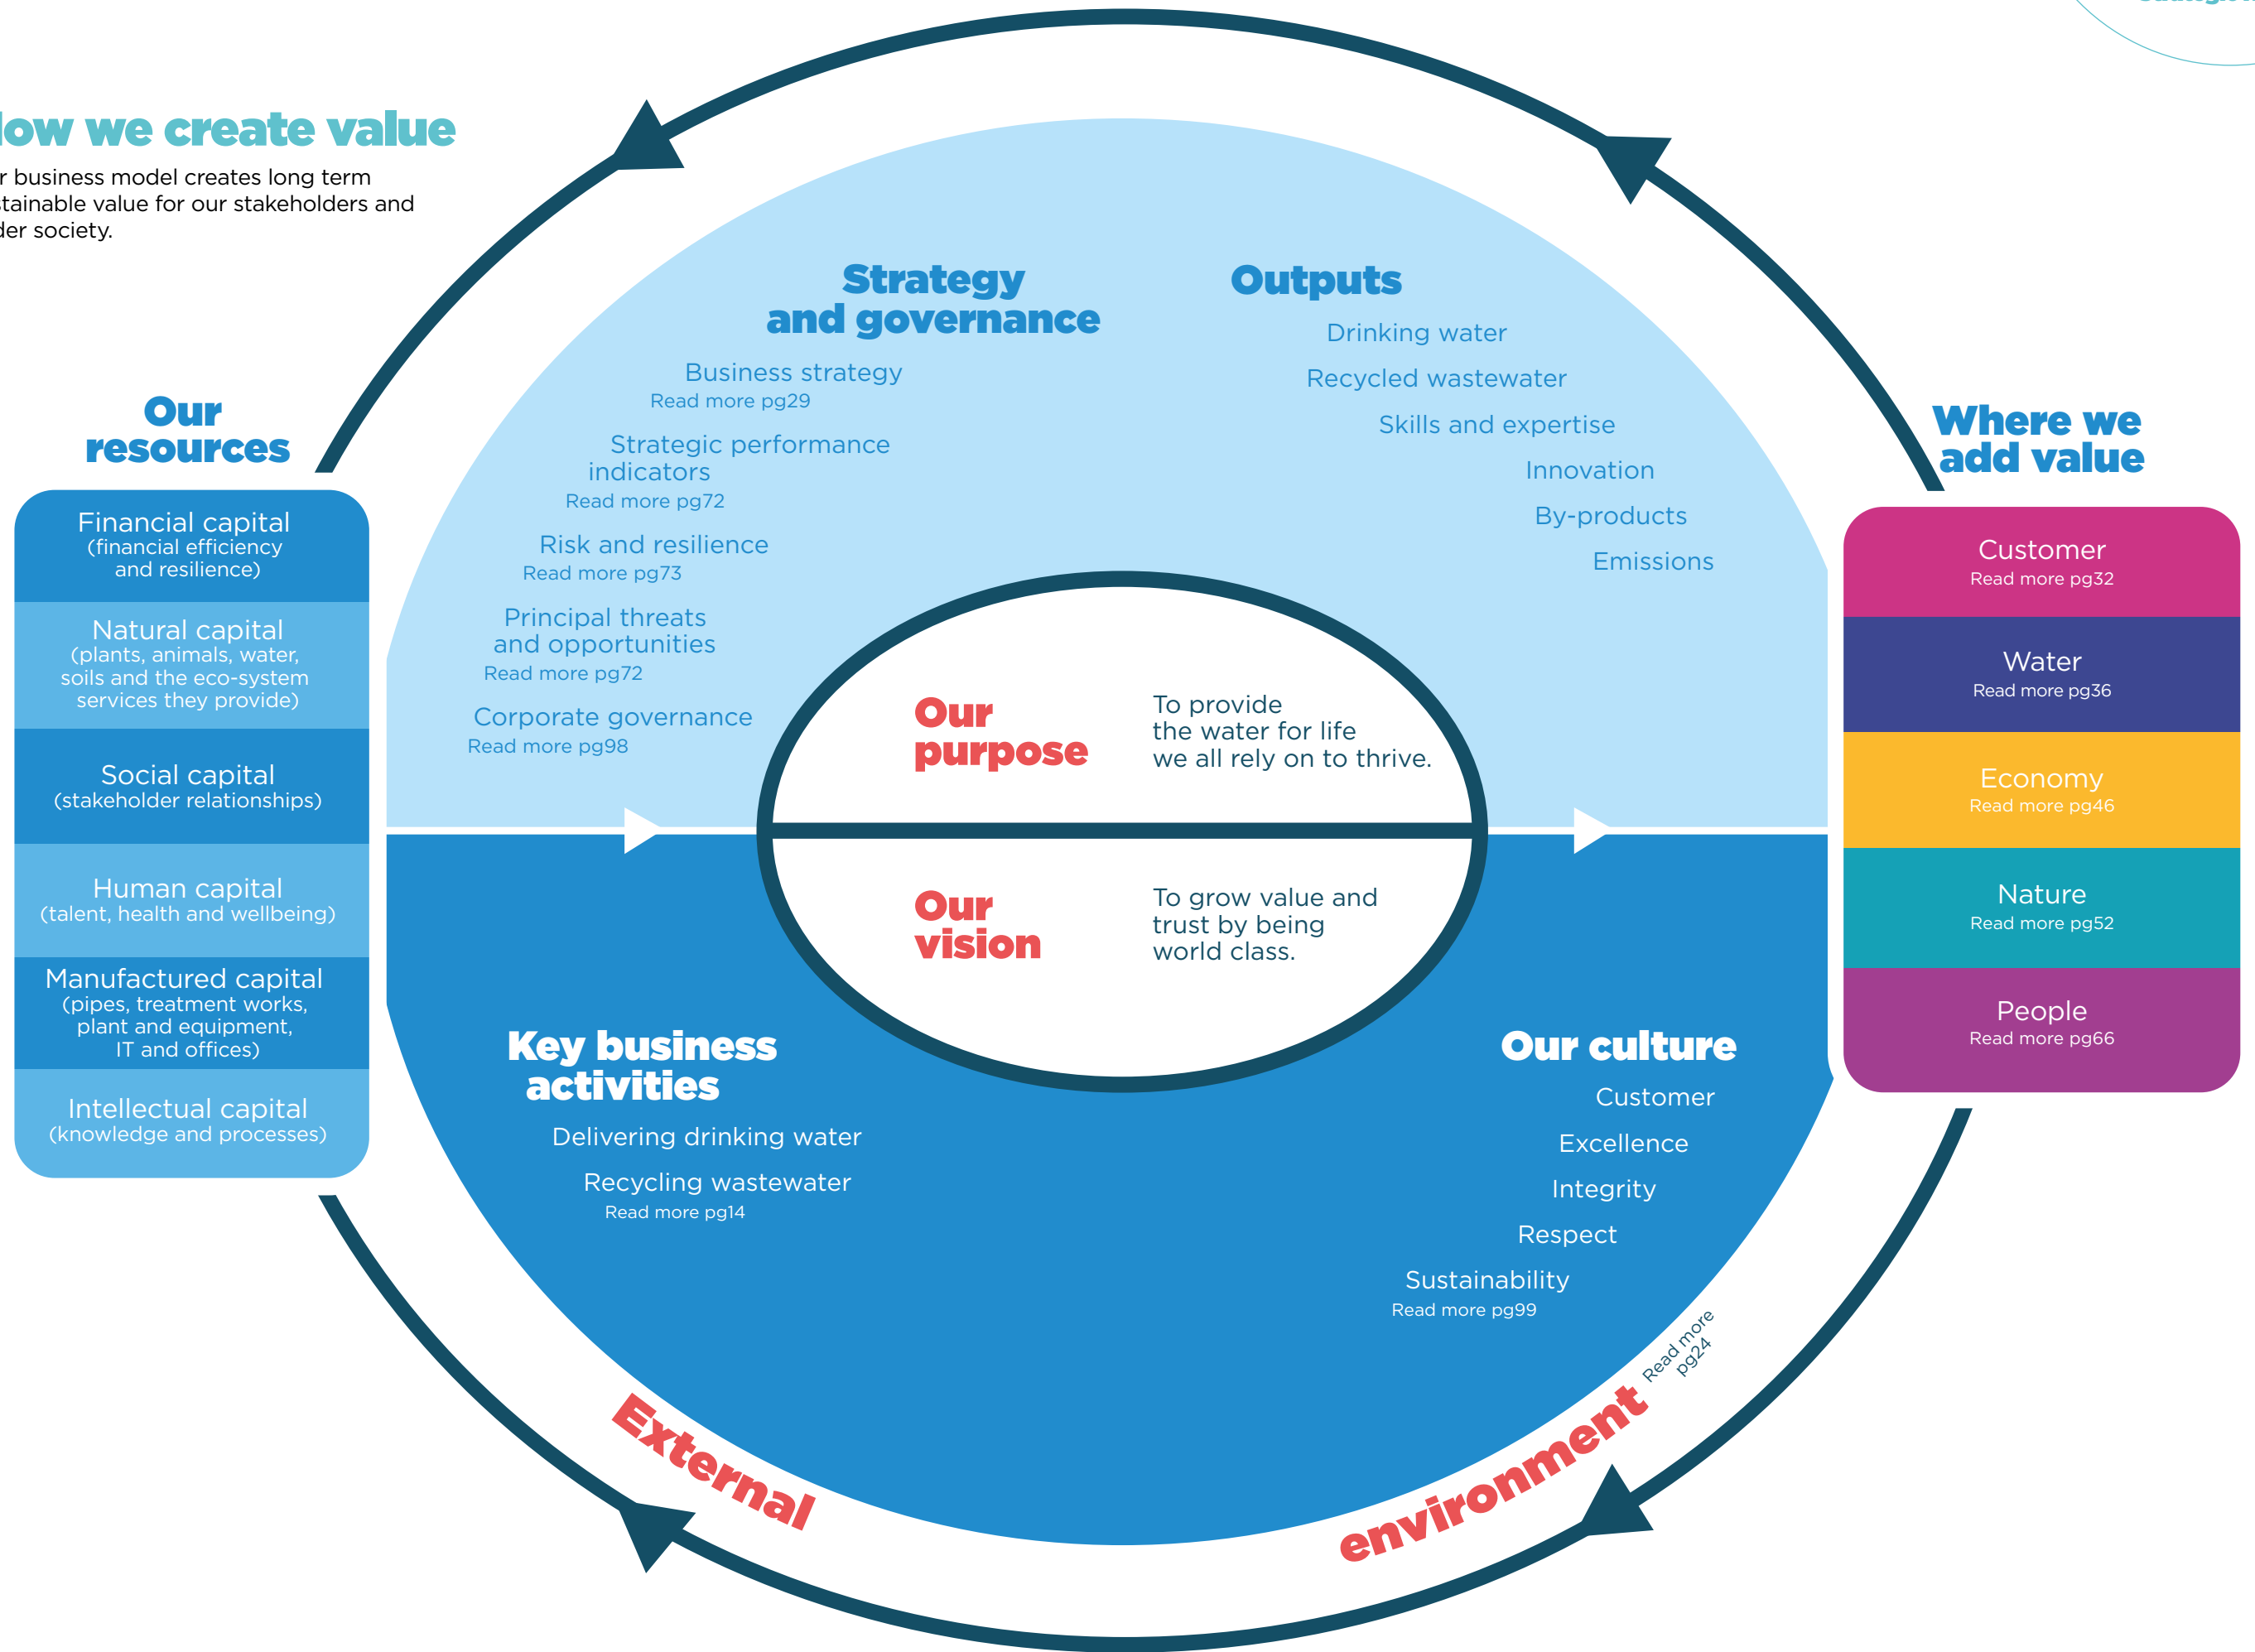 we create value
business model creates long term
value for our stakeholders and
society.
Our
resources
Financial capital
(financial efficiency
and resilience)
Natural capital
(plants, animals, water,
soils and the eco-system
services they provide)
Social capital
(stakeholder relationships)
Human capital
(talent, health and wellbeing)
Manufactured capital
(pipes, treatment works,
plant and equipment,
IT and offices)
Intellectual capital
(knowledge and processes)
Strategy
and governance
Business strategy
Read more pg29
Strategic performance
indicators
Read more pg72
Risk and resilience
Read more pg73
Principal threats
and opportunities
Read more pg72
Corporate governance
Read more pg98
Outputs
Drinking water
Recycled wastewater
Skills and expertise
Innovation
By-products
Emissions
Our
purpose
To provide
the water for life
we all rely on to thrive.
Our
vision
To grow value and
trust by being
world class.
Key business
activities
Delivering drinking water
Recycling wastewater
Read more pg14
Our culture
Customer
Excellence
Integrity
Respect
Sustainability
Read more pg99
External environment
Read more
pg24
Where we
add value
Customer
Read more pg32
Water
Read more pg36
Economy
Read more pg46
Nature
Read more pg52
People
Read more pg66